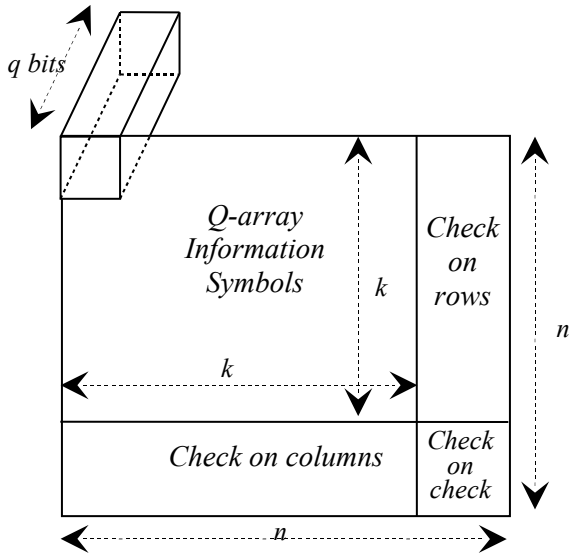 q bits
Q-array
Information
Symbols
Check
on
rows
k
n
k
Check on columns
Check
on
check
n